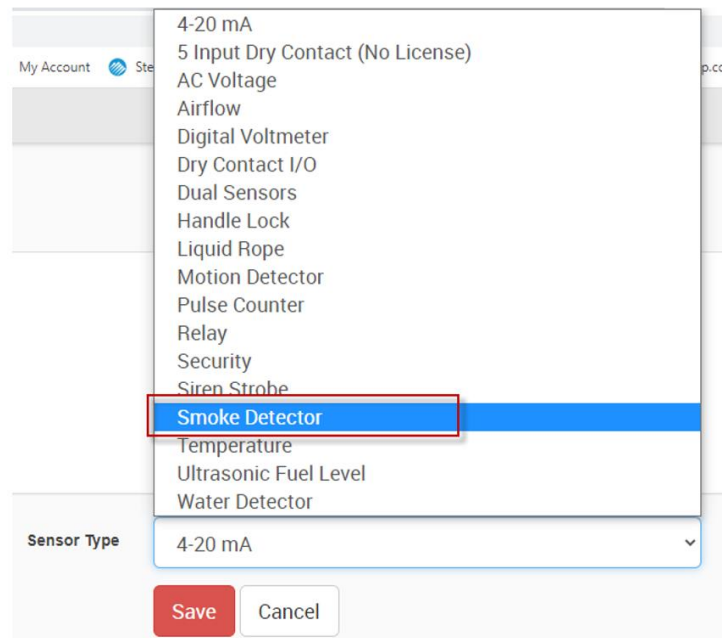 4-20 mA
5 Input Dry Contact (No License)
My Account
Ste
AC Voltage
p.cc
Airflow
Digital Voltmeter
Dry Contact I/O
Dual Sensors
Handle Lock
Liquid Rope
Motion Detector
Pulse Counter
Relay
Security
Siren Strobe
Smoke Detector
Temperature
Ultrasonic Fuel Level
Water Detector
Sensor Type
4-20 mA
Save
Cancel